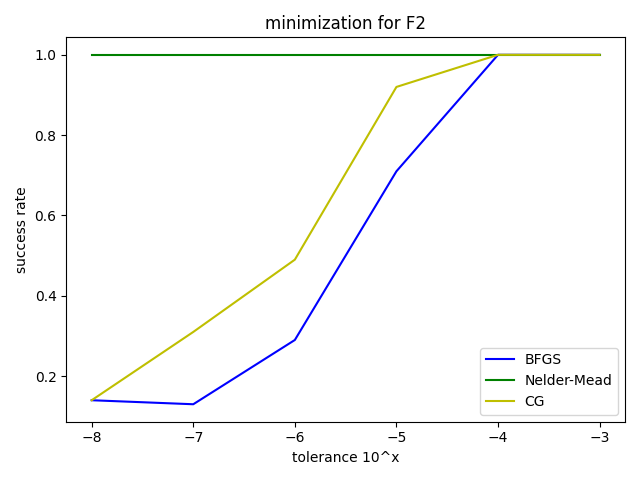 minimization for F2
success rate
1.0
0.8
0.6
0.4
0.2
−8
−7
−6
−5
−4
−3
tolerance 10^x
BFGS
Nelder-Mead
CG